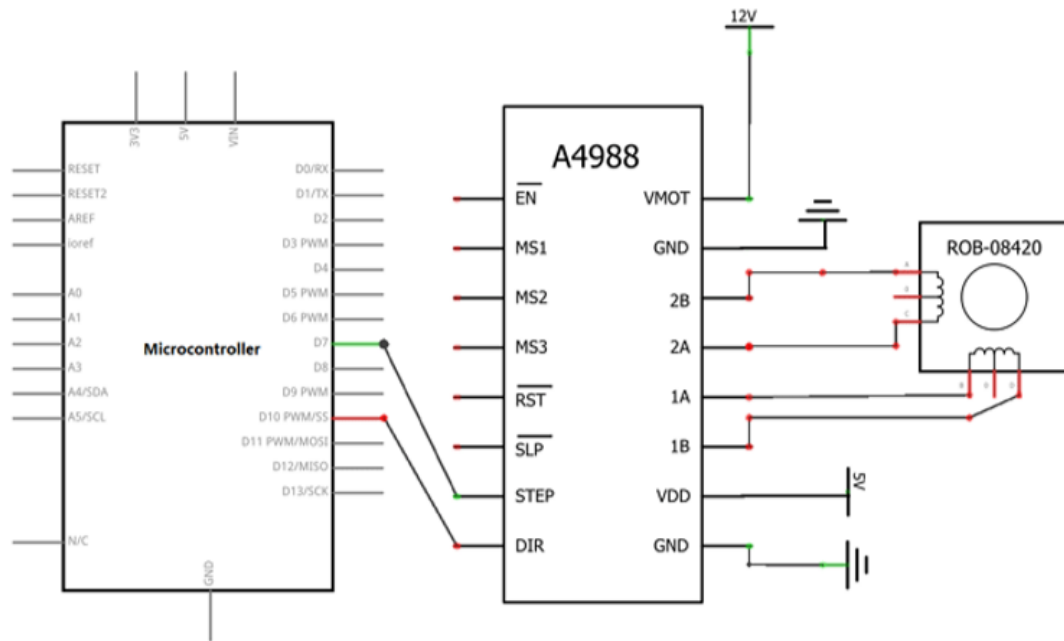 12V
3V3
5V
VIN
RESET
RESET2
AREF
ioref
A0
A1
A2
A3
A4/SDA
A5/SCL
N/C
Microcontroller
D0/RX
D1/TX
D2
D3 PWM
D4
D5 PWM
D6 PWM
D7
D8
D9 PWM
D10 PWM/SS
D11 PWM/MOSI
D12/MISO
D13/SCK
GND
A4988
EN
MS1
MS2
MS3
RST
SLP
STEP
DIR
VMOT
GND
2B
2A
1A
1B
VDD
GND
5V
ROB-08420